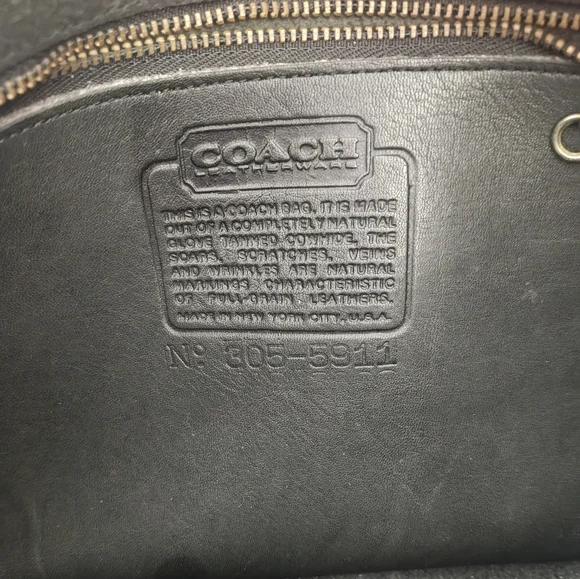 COACH
LEATHERWARE
THIS IS A COACH BAG. IT IS MADE
OUT OF A COMPLETELY NATURAL
GLOVE TANNED COWHIDE. THE
SCARS, SCRATCHES, VEINS
AND WRINKLES ARE NATURAL
MARKINGS CHARACTERISTIC
OF FULL-GRAIN LEATHERS.
MADE IN NEW YORK CITY, U.S.A.
Nº 305-5911